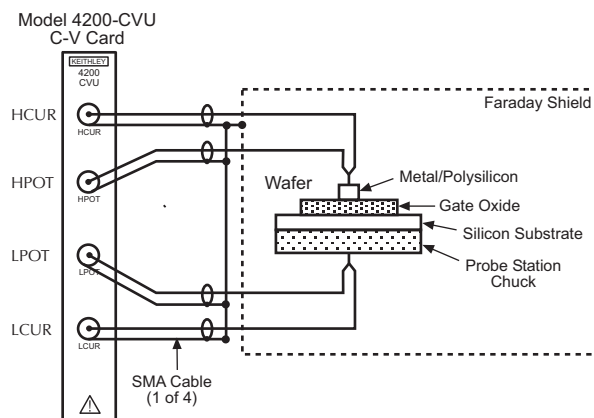 Model 4200-CVU
C-V Card
KEITHLEY
4200
CVU
HCUR
HCUR
HPOT
HPOT
LPOT
LPOT
LCUR
LCUR
SMA Cable
(1 of 4)
Faraday Shield
Wafer
Metal/Polysilicon
Gate Oxide
Silicon Substrate
Probe Station
Chuck